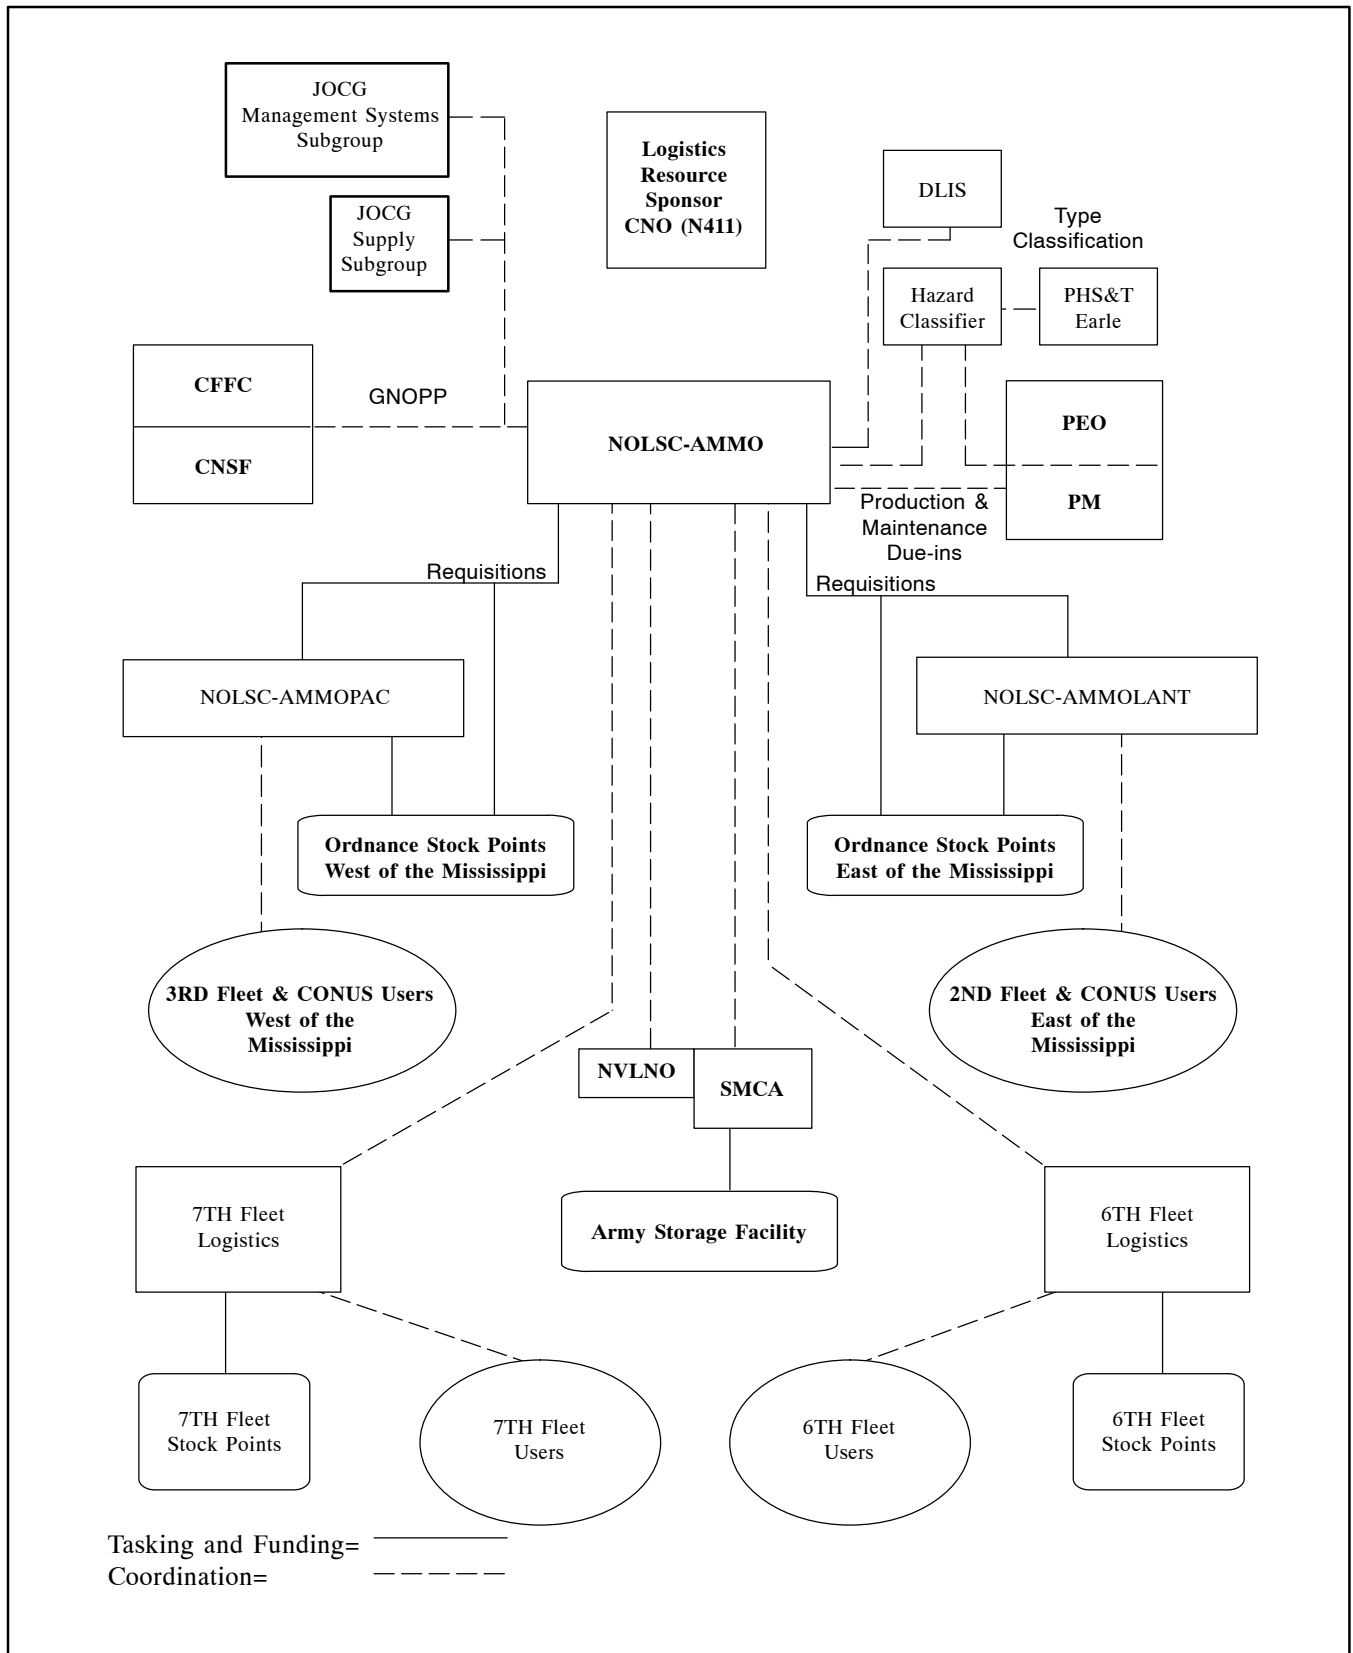 JOCG
Management Systems
Subgroup
Logistics
Resource
Sponsor
CNO (N411)
DLIS
Type
Classification
JOCG
Supply
Subgroup
Hazard
Classifier
PHS&T
Earle
CFFC
CNSF
GNOPP
NOLSC-AMMO
PEO
PM
Production &
Maintenance
Due-ins
Requisitions
Requisitions
NOLSC-AMMOPAC
NOLSC-AMMOLANT
Ordnance Stock Points
West of the Mississippi
Ordnance Stock Points
East of the Mississippi
3RD Fleet & CONUS Users
West of the
Mississippi
2ND Fleet & CONUS Users
East of the
Mississippi
NVLNO
SMCA
7TH Fleet
Logistics
Army Storage Facility
6TH Fleet
Logistics
7TH Fleet
Stock Points
7TH Fleet
Users
6TH Fleet
Users
6TH Fleet
Stock Points
Tasking and Funding=
Coordination=